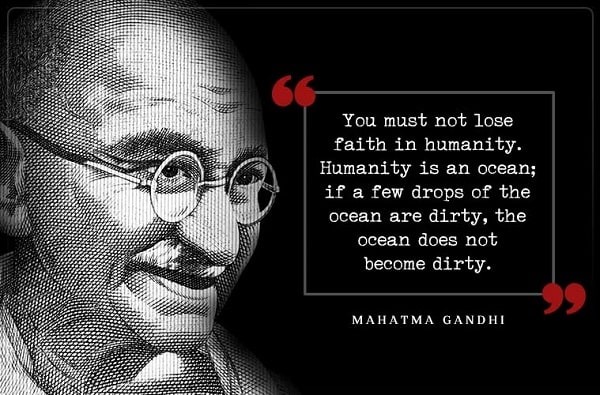 You must not lose
faith in humanity.
Humanity is an ocean;
if a few drops of the
ocean are dirty, the
ocean does not
become dirty.
MAHATMA GANDHI